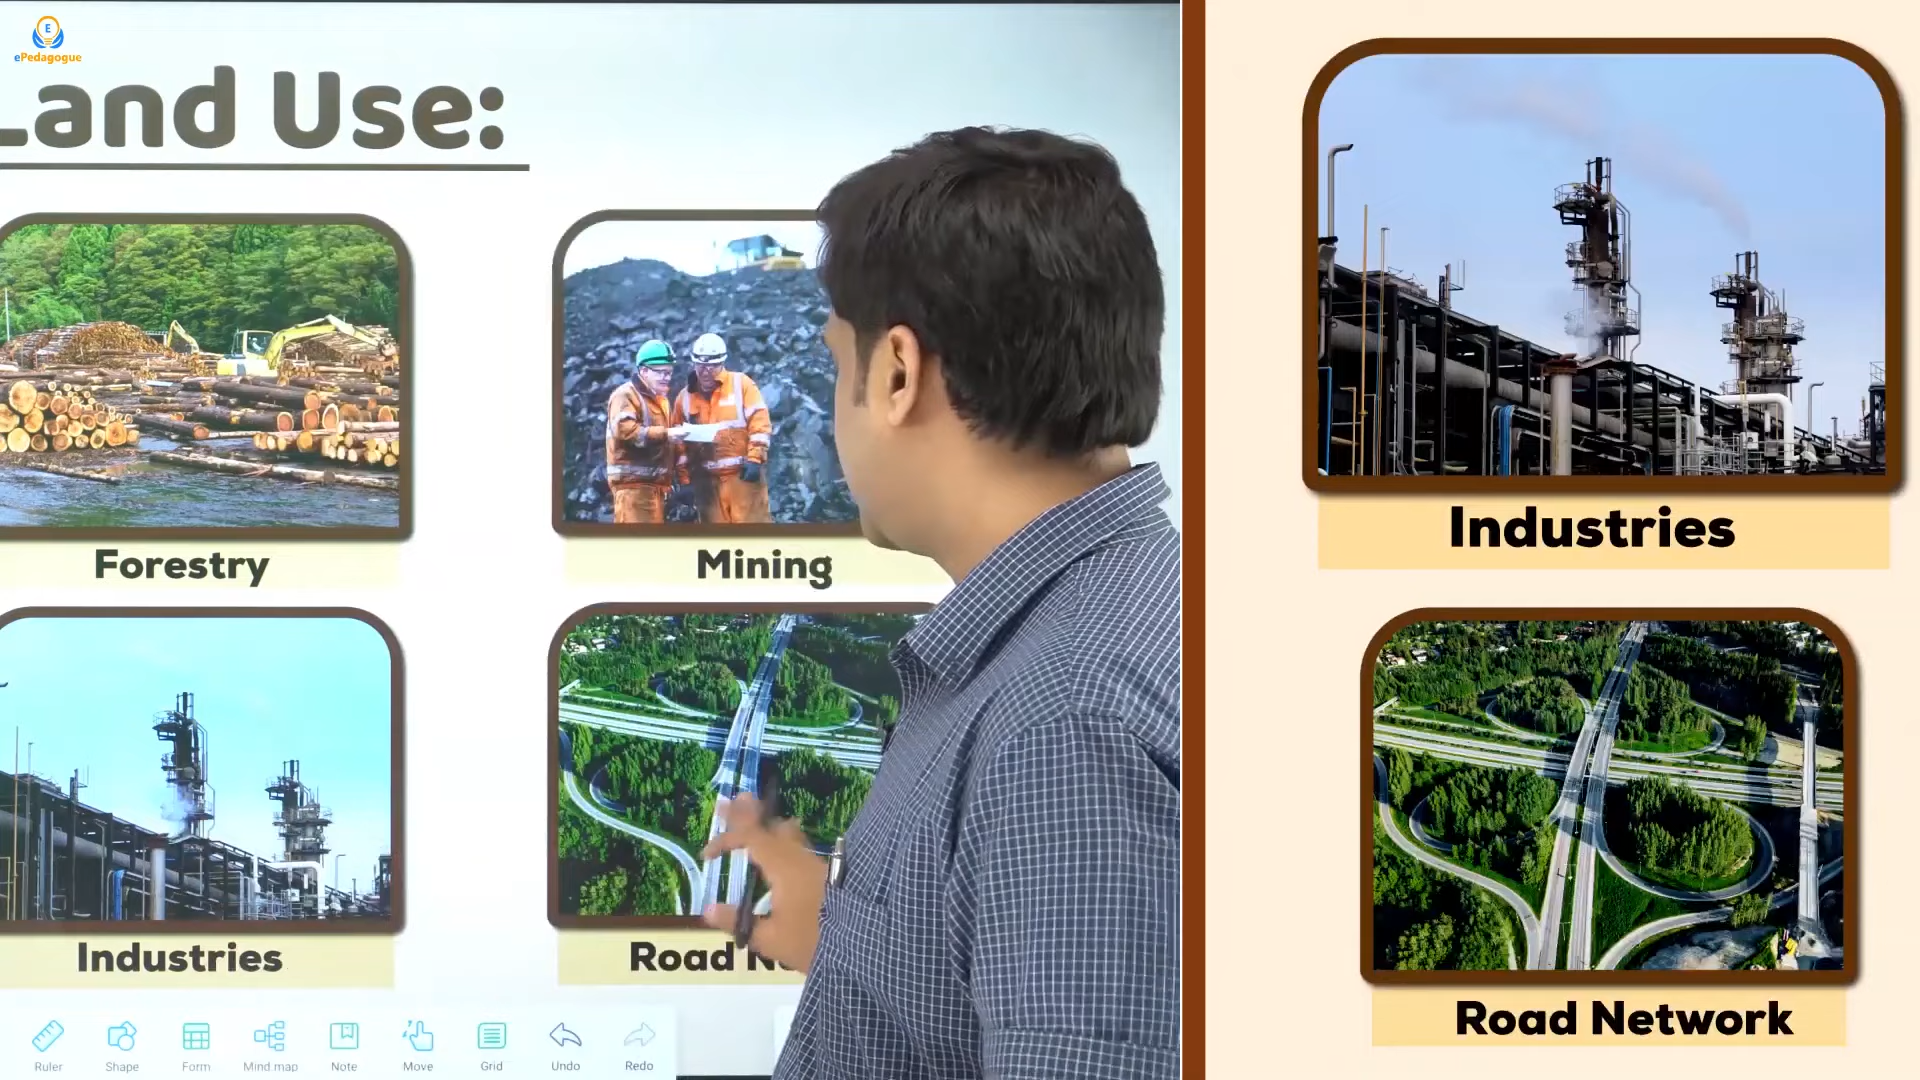 ePedagogue
Land Use:
Forestry
Mining
Industries
Road
Ruler
Shape
Form
Mind map
Note
Move
Grid
Undo
Redo
Industries
Road Network